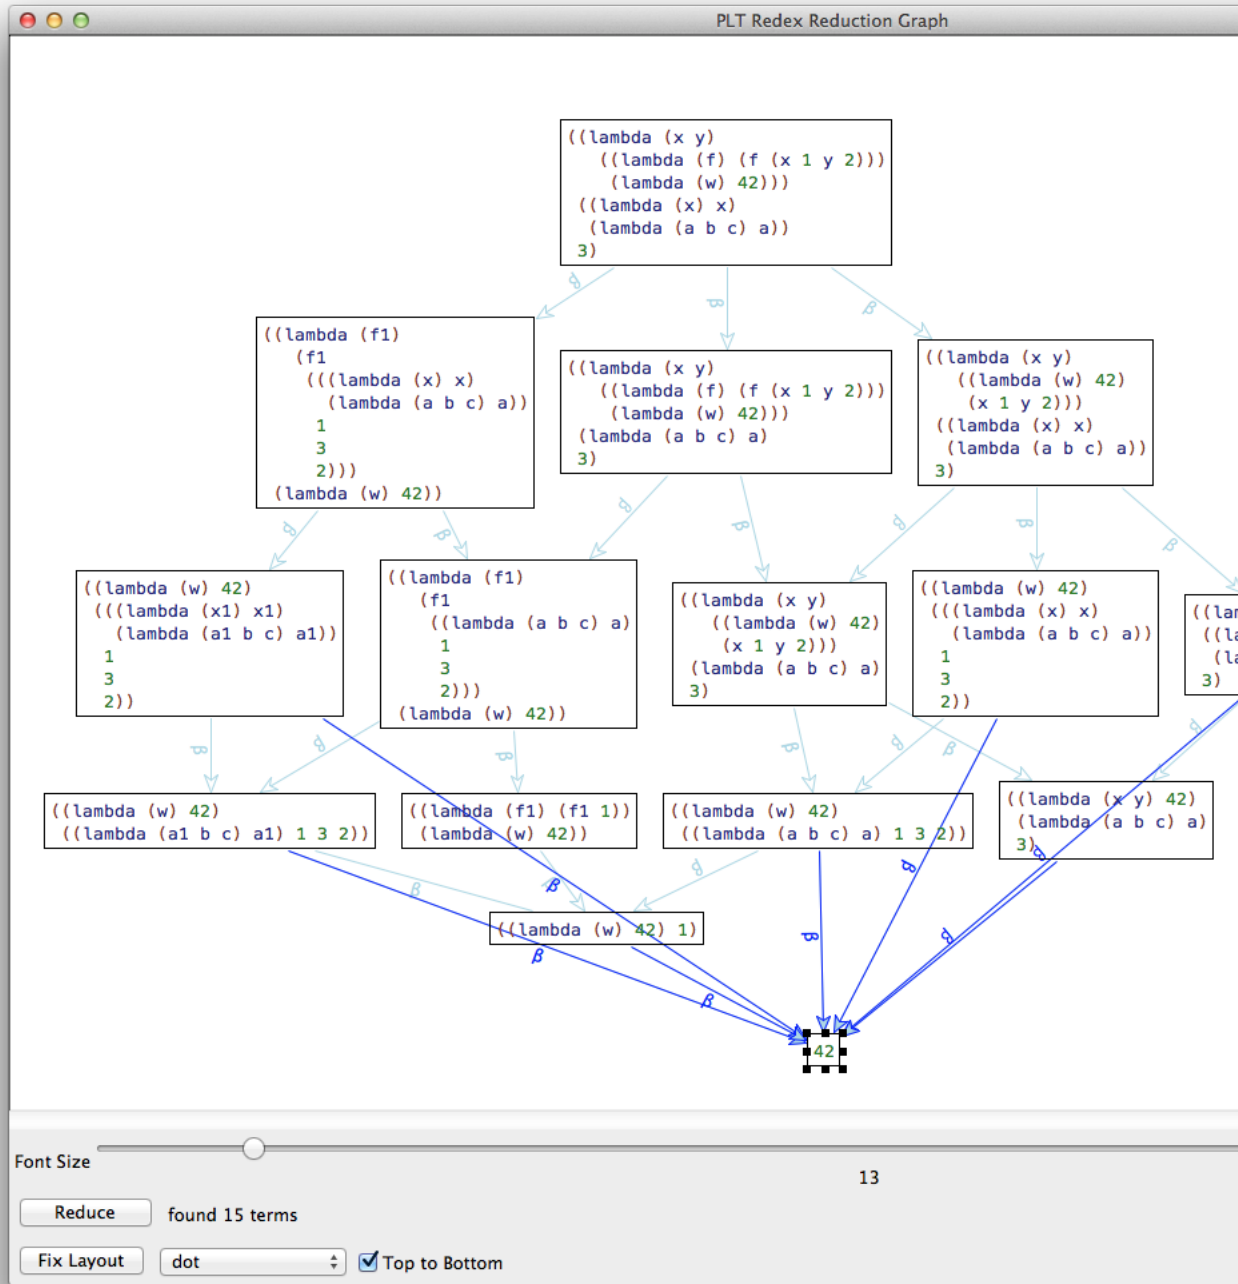 PLT Redex Reduction Graph
((lambda (x y)
((lambda (f) (f (x 1 y 2)))
(lambda (w) 42)))
((lambda (x) x)
(lambda (a b c) a))
3)
β
β
β
((lambda (f1)
(f1
(((lambda (x) x)
(lambda (a b c) a))
1
3
2)))
(lambda (w) 42))
((lambda (x y)
((lambda (f) (f (x 1 y 2)))
(lambda (w) 42)))
(lambda (a b c) a)
3)
((lambda (x y)
((lambda (w) 42)
(x 1 y 2)))
((lambda (x) x)
(lambda (a b c) a))
3)
β
β
β
β
β
β
β
((lambda (w) 42)
(((lambda (x1) x1)
(lambda (a1 b c) a1))
1
3
2))
((lambda (f1)
(f1
((lambda (a b c) a)
1
3
2)))
(lambda (w) 42))
((lambda (x y)
((lambda (w) 42)
(x 1 y 2)))
(lambda (a b c) a)
3)
((lambda (w) 42)
(((lambda (x) x)
(lambda (a b c) a))
1
3
2))
3)
β
β
β
β
β
β
β
((lambda (w) 42)
((lambda (a1 b c) a1) 1 3 2))
((lambda (f1) (f1 1))
(lambda (w) 42))
((lambda (w) 42)
((lambda (a b c) a) 1 3 2))
((lambda (x y) 42)
(lambda (a b c) a)
3)
β
β
β
β
β
β
((lambda (w) 42) 1)
β
β
β
β
42
Font Size
13
Reduce
found 15 terms
Fix Layout
dot
Top to Bottom